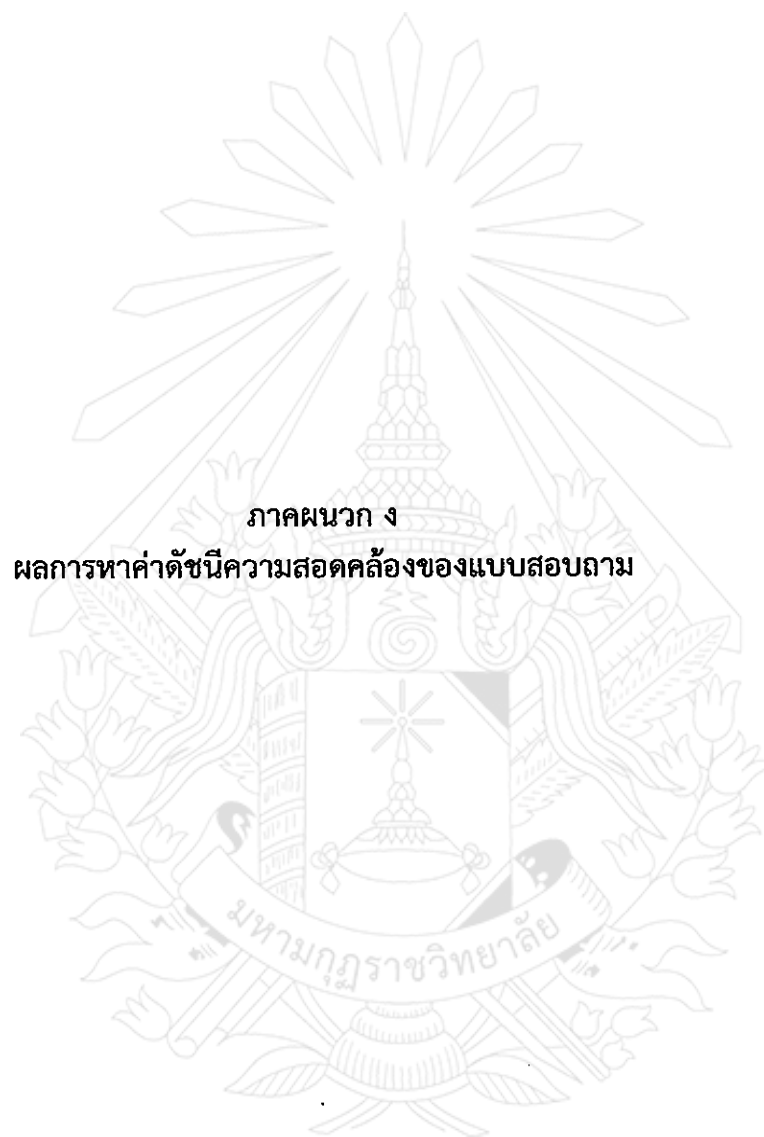 ภาคผนวก ง
ผลการหาค่าดัชนีความสอดคล้องของแบบสอบถาม
มหามกุฏราชวิทยาลัย